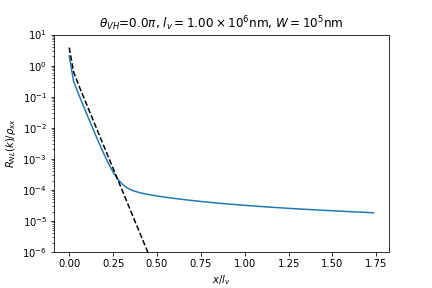 θ_VH=0.0π, l_v = 1.00 × 10^6nm, W = 10^5nm
R_NL(k)/ρ_xx
10^1
10^0
10^-1
10^-2
10^-3
10^-4
10^-5
10^-6
0.00 0.25 0.50 0.75 1.00 1.25 1.50 1.75
x/l_v